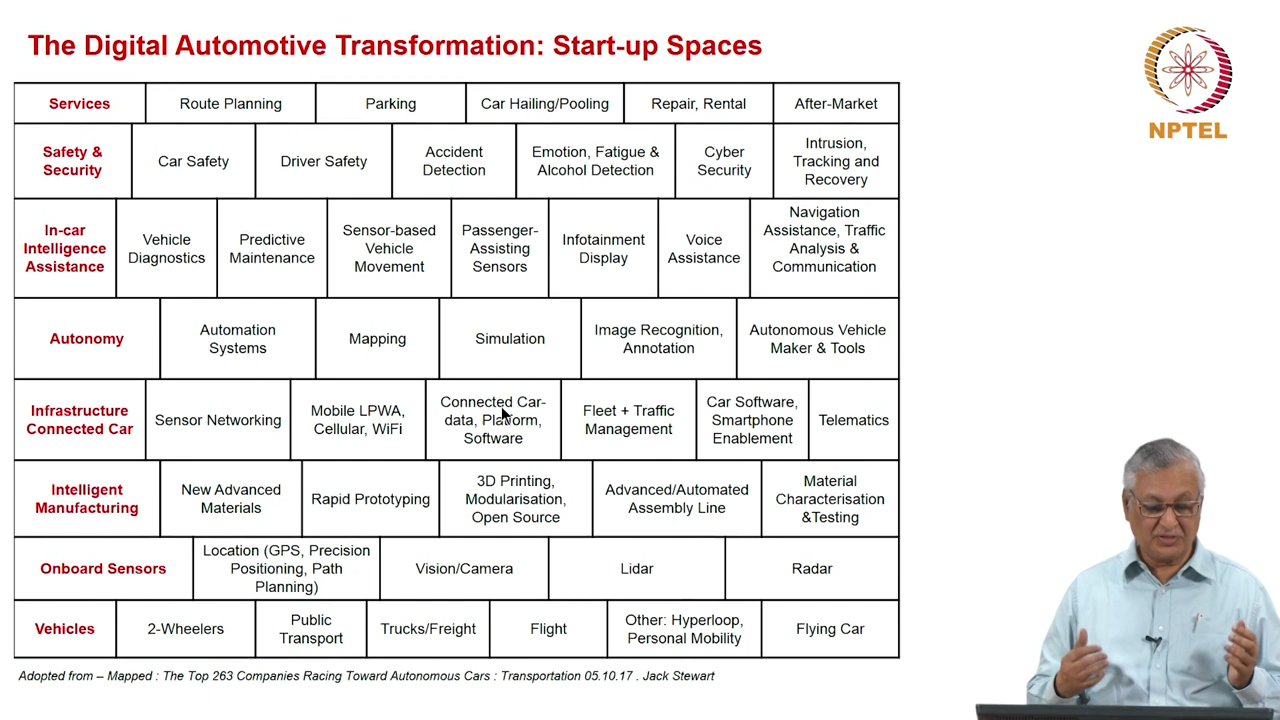 The Digital Automotive Transformation: Start-up Spaces
NPTEL
Services
Route Planning
Parking
Car Hailing/Pooling
Repair, Rental
After-Market
Safety &
Security
Car Safety
Driver Safety
Accident
Detection
Emotion, Fatigue &
Alcohol Detection
Cyber
Security
Intrusion,
Tracking and
Recovery
In-car
Intelligence
Assistance
Vehicle
Diagnostics
Predictive
Maintenance
Sensor-based
Vehicle
Movement
Passenger-
Assisting
Sensors
Infotainment
Display
Voice
Assistance
Navigation
Assistance, Traffic
Analysis &
Communication
Autonomy
Automation
Systems
Mapping
Simulation
Image Recognition,
Annotation
Autonomous Vehicle
Maker & Tools
Infrastructure
Connected Car
Sensor Networking
Mobile LPWA,
Cellular, WiFi
Connected Car-
data, Platform,
Software
Fleet + Traffic
Management
Car Software,
Smartphone
Enablement
Telematics
Intelligent
Manufacturing
New Advanced
Materials
Rapid Prototyping
3D Printing,
Modularisation,
Open Source
Advanced/Automated
Assembly Line
Material
Characterisation
&Testing
Onboard Sensors
Location (GPS, Precision
Positioning, Path
Planning)
Vision/Camera
Lidar
Radar
Vehicles
2-Wheelers
Public
Transport
Trucks/Freight
Flight
Other: Hyperloop,
Personal Mobility
Flying Car
Adopted from – Mapped : The Top 263 Companies Racing Toward Autonomous Cars : Transportation 05.10.17 . Jack Stewart